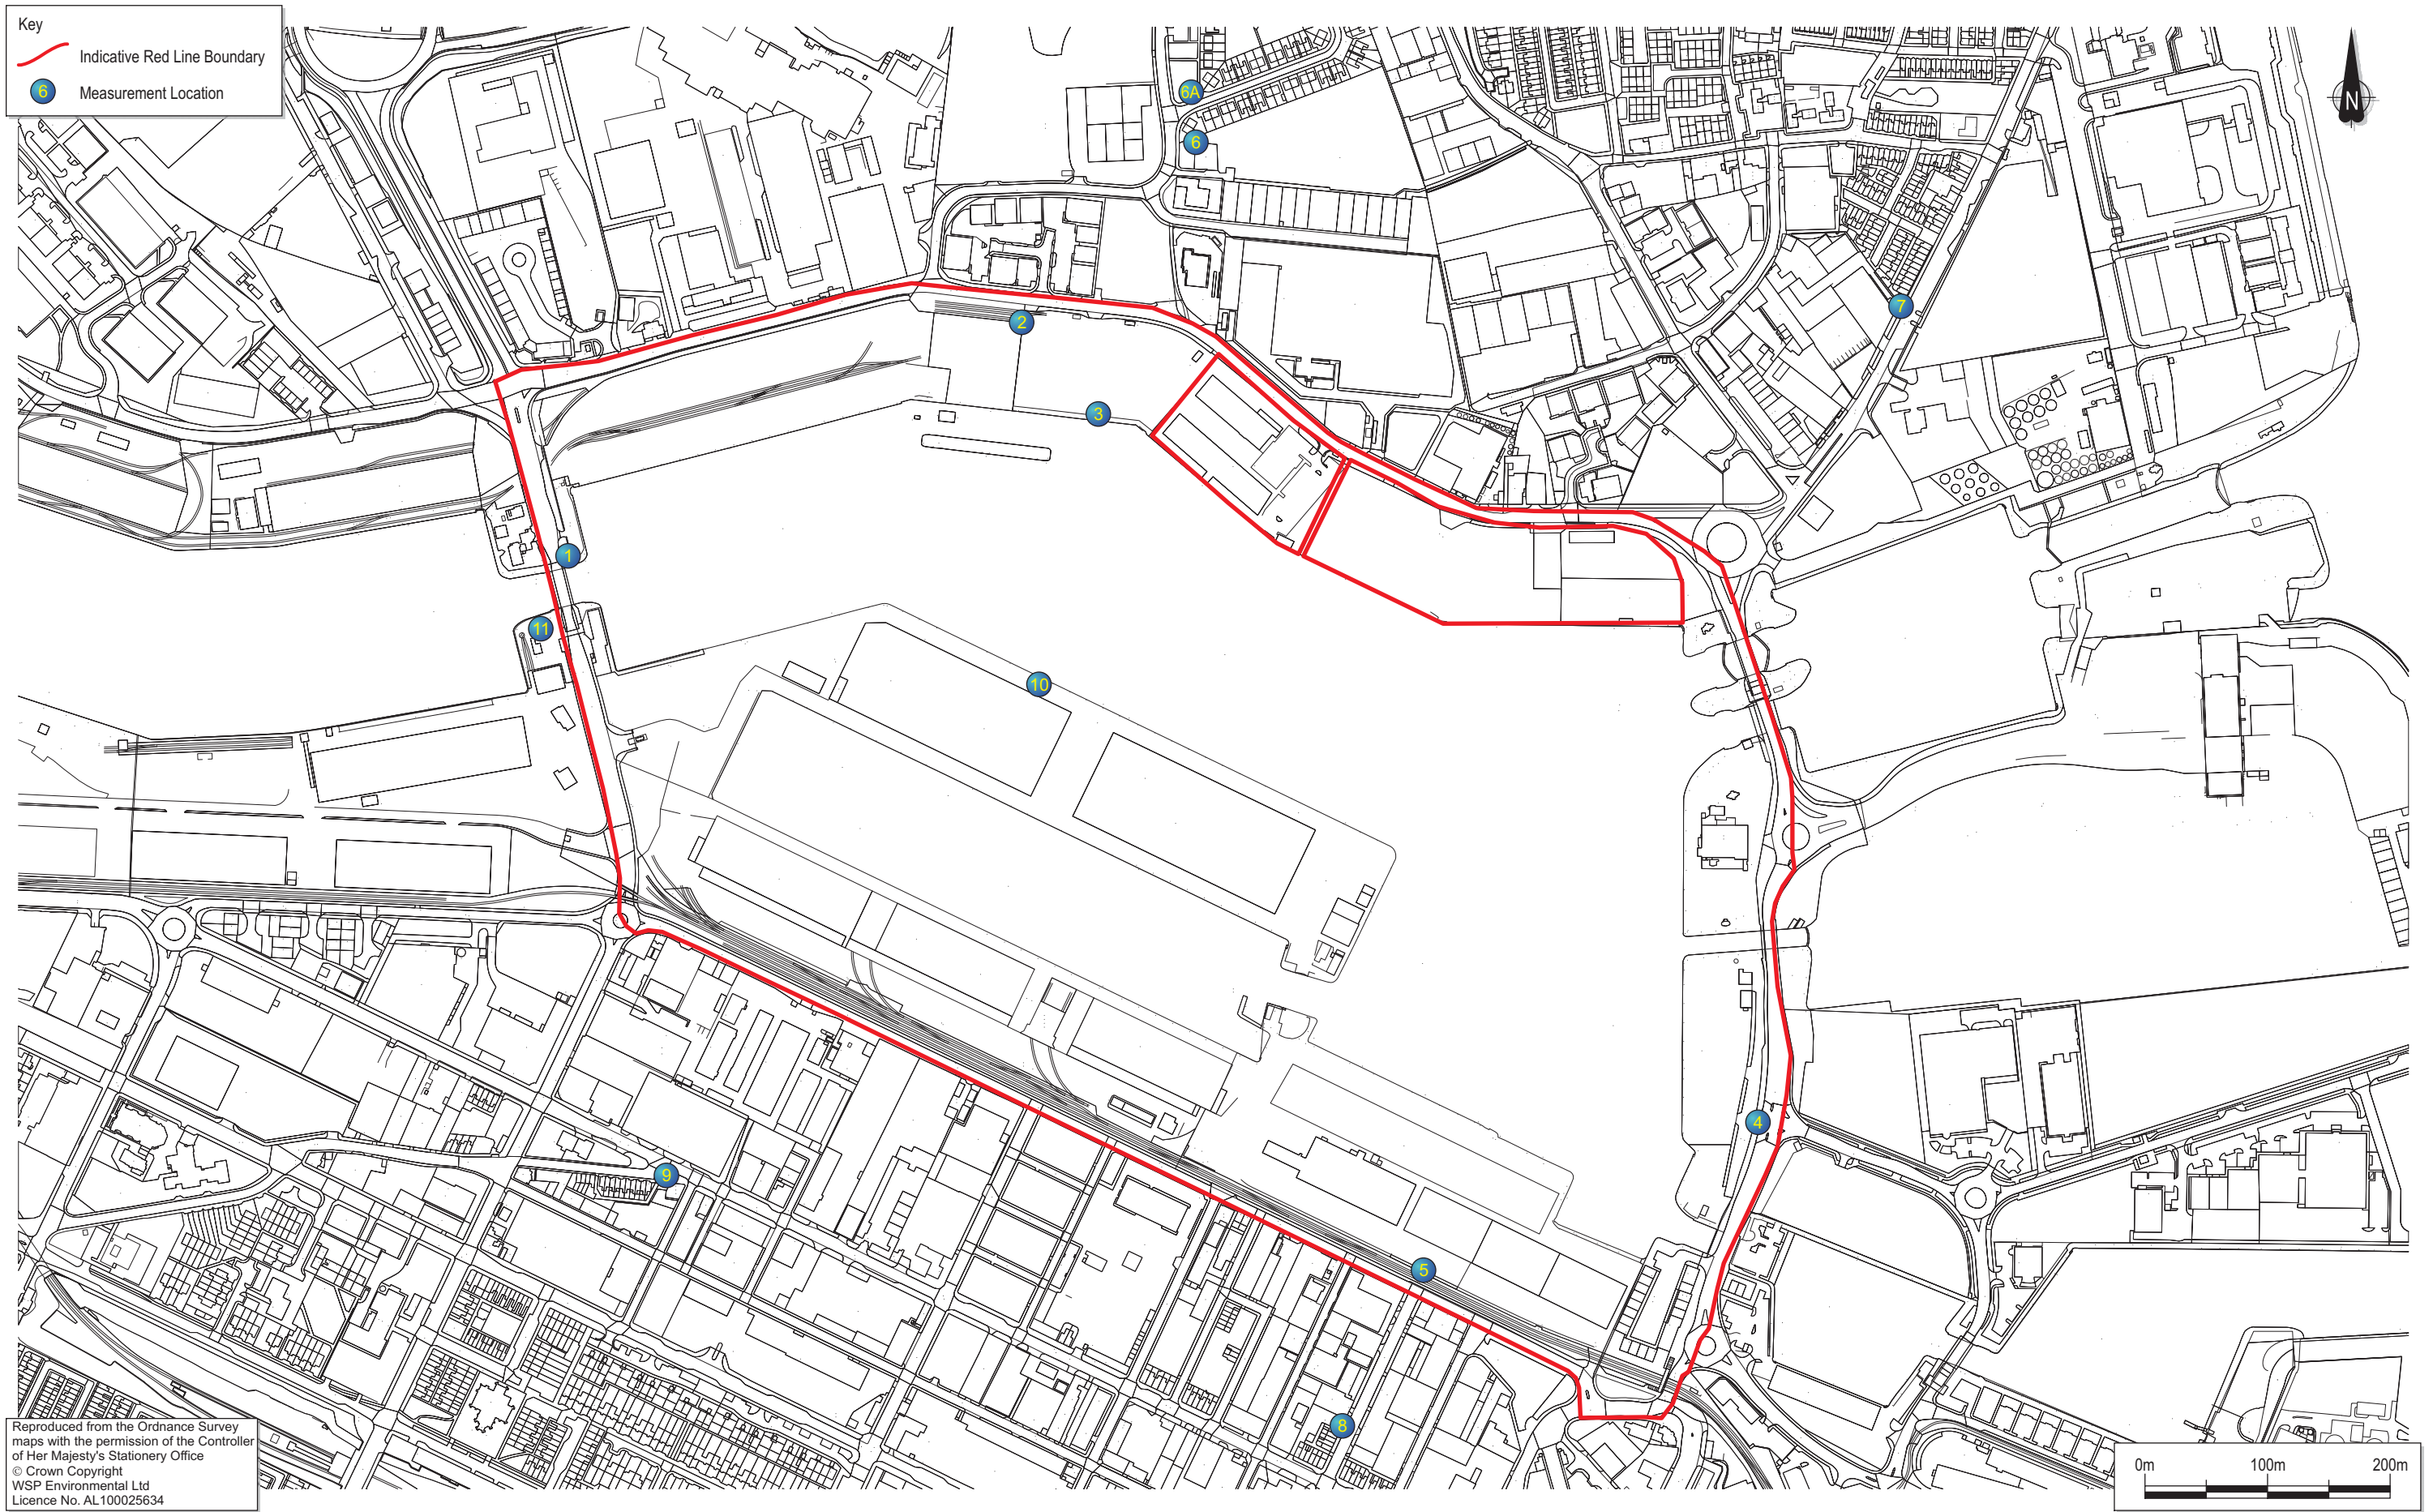 Key
Indicative Red Line Boundary
6
Measurement Location
6A
6
N
7
2
3
1
11
10
4
9
5
8
Reproduced from the Ordnance Survey
maps with the permission of the Controller
of Her Majesty's Stationery Office
© Crown Copyright
WSP Environmental Ltd
Licence No. AL100025634
0m 100m 200m